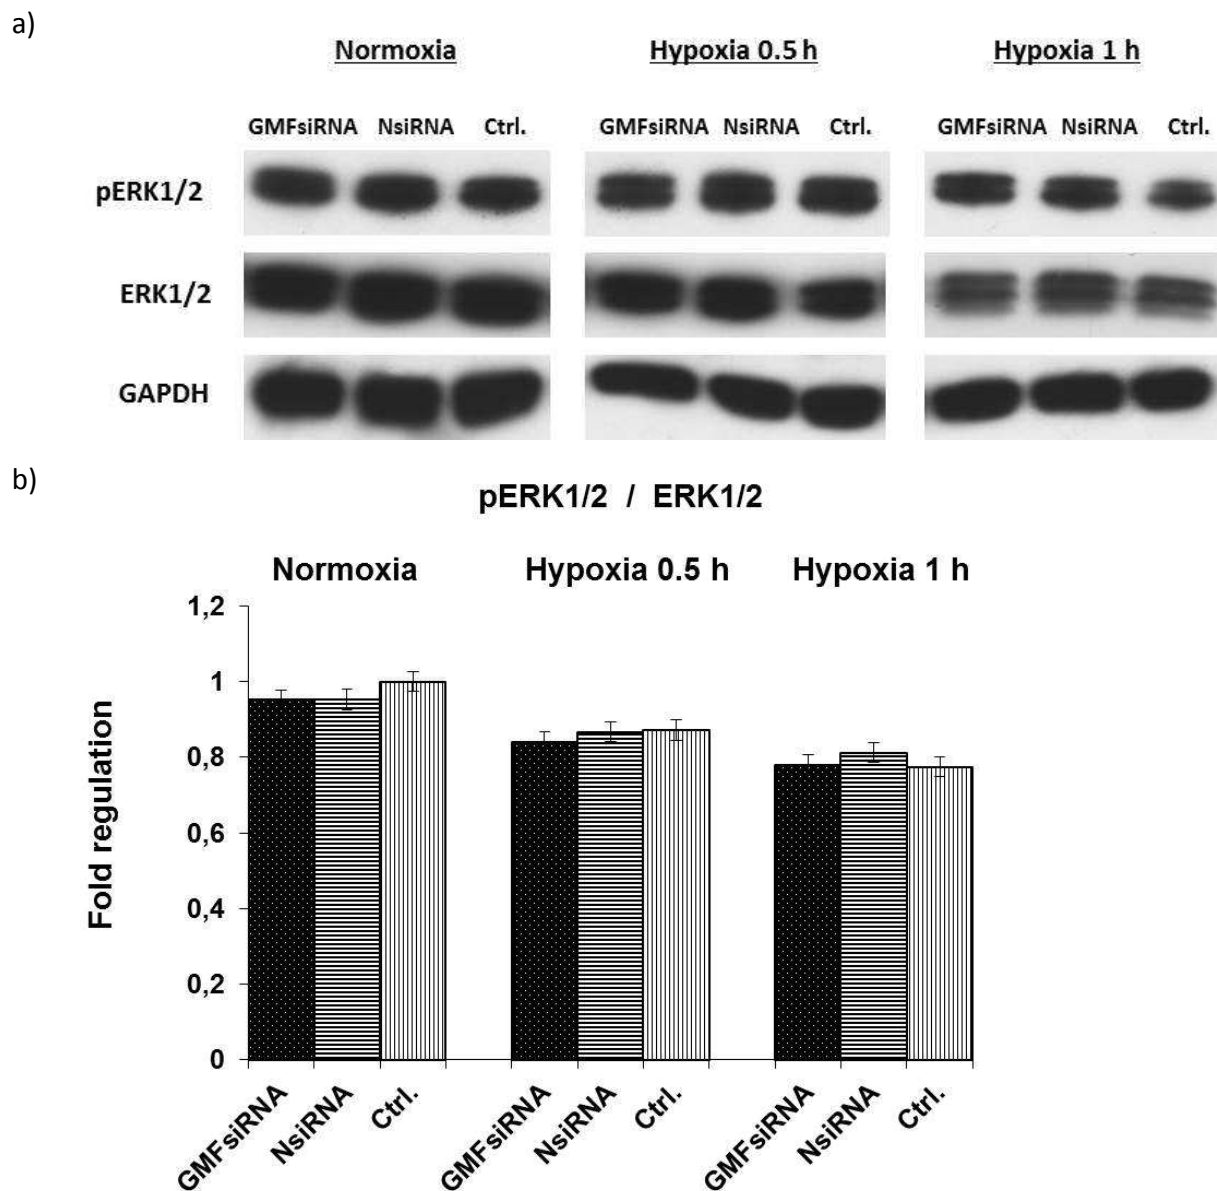 a)
Normoxia Hypoxia 0.5 h Hypoxia 1 h
GMFsiRNA NsiRNA Ctrl. GMFsiRNA NsiRNA Ctrl. GMFsiRNA NsiRNA Ctrl.
pERK1/2
ERK1/2
GAPDH
b)
pERK1/2 / ERK1/2
Normoxia Hypoxia 0.5 h Hypoxia 1 h
1,2
1
0,8
0,6
0,4
0,2
0
Fold regulation
GMFsiRNA NsiRNA Ctrl. GMFsiRNA NsiRNA Ctrl. GMFsiRNA NsiRNA Ctrl.